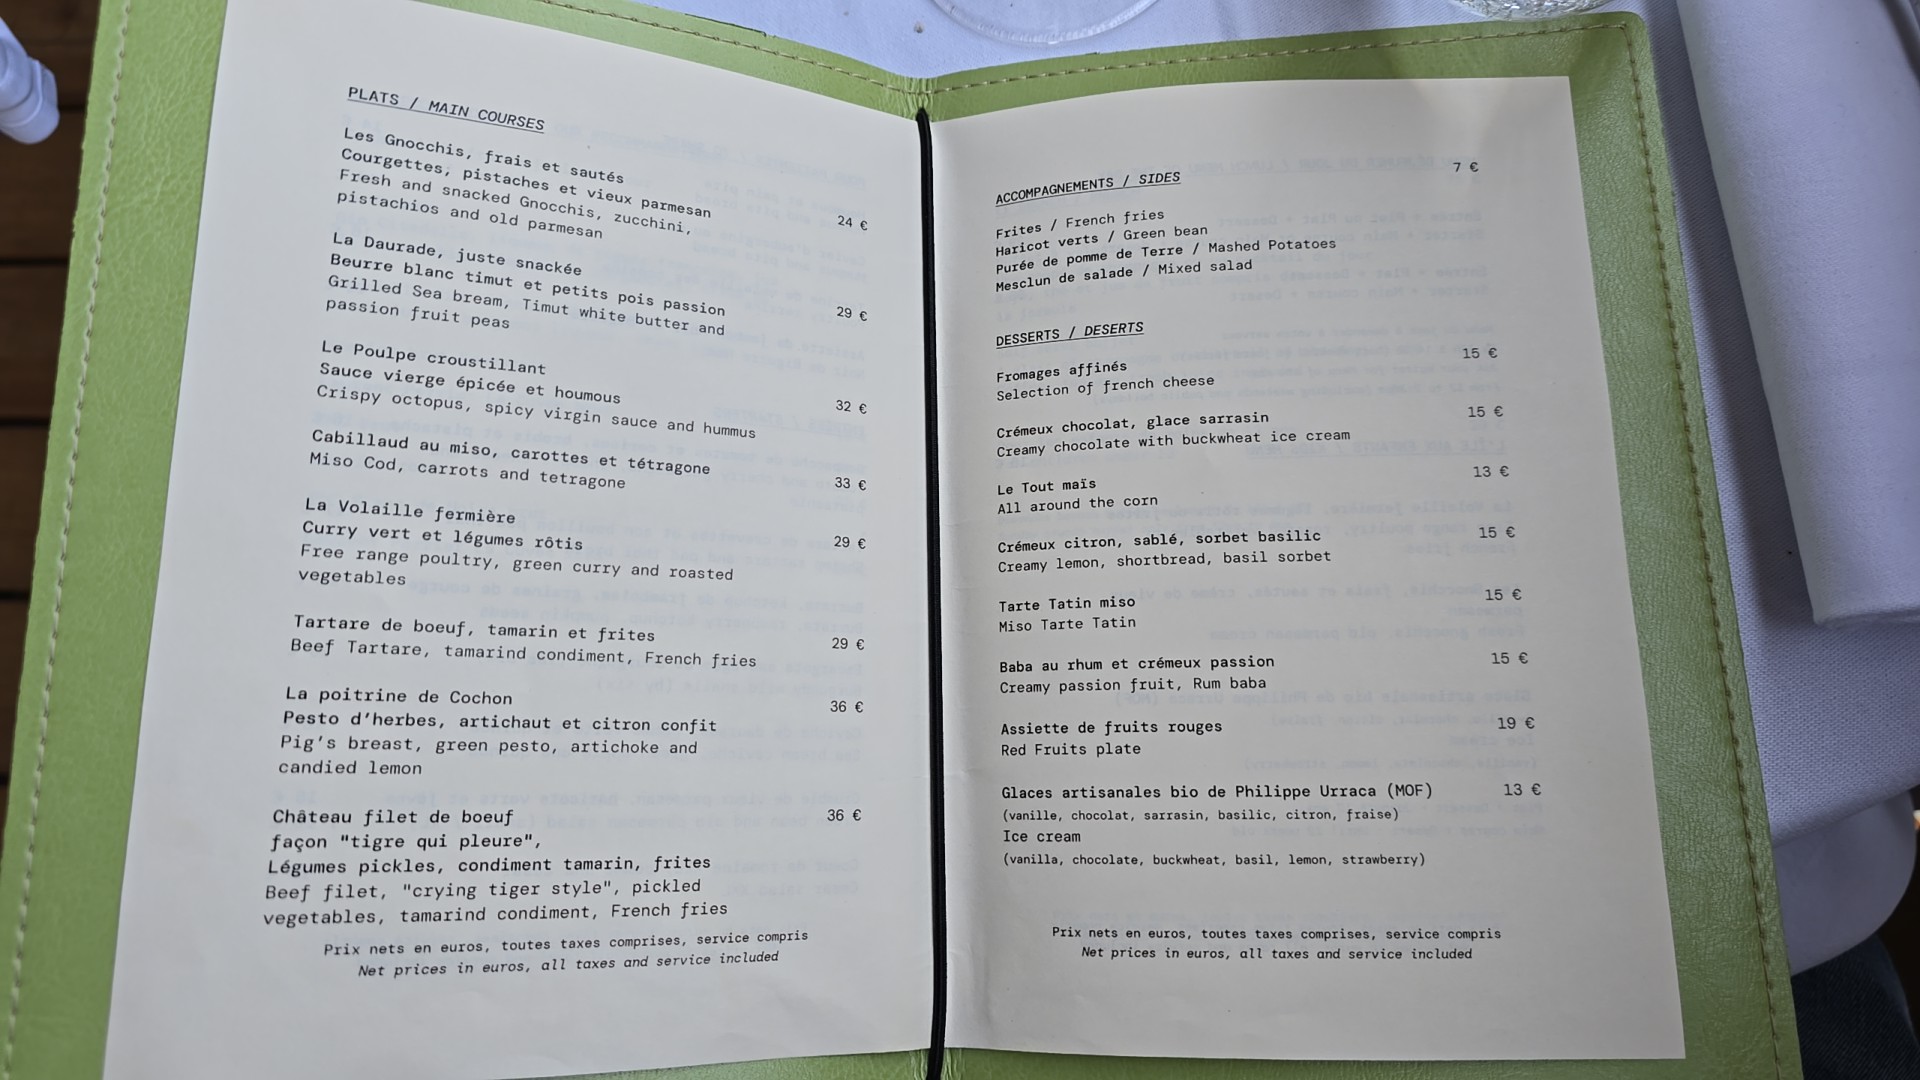 PLATS / MAIN COURSES
Les Gnocchis, frais et sautés
Courgettes, pistaches et vieux parmesan
Fresh and snacked Gnocchis, zucchini,
pistachios and old parmesan
24 €
La Daurade, juste snackée
Beurre blanc timut et petits pois passion
Grilled Sea bream, Timut white butter and
passion fruit peas
29 €
Le Poulpe croustillant
Sauce vierge épicée et houmous
Crispy octopus, spicy virgin sauce and hummus
32 €
Cabillaud au miso, carottes et tétragone
Miso Cod, carrots and tetragone
33 €
La Volaille fermière
Curry vert et légumes rôtis
Free range poultry, green curry and roasted
vegetables
29 €
Tartare de boeuf, tamarin et frites
Beef Tartare, tamarind condiment, French fries
29 €
La poitrine de Cochon
Pesto d’herbes, artichaut et citron confit
Pig’s breast, green pesto, artichoke and
candied lemon
36 €
Château filet de boeuf
façon "tigre qui pleure",
Légumes pickles, condiment tamarin, frites
Beef filet, "crying tiger style", pickled
vegetables, tamarind condiment, French fries
36 €
Prix nets en euros, toutes taxes comprises, service compris
Net prices in euros, all taxes and service included
ACCOMPAGNEMENTS / SIDES 7 €
Frites / French fries
Haricot verts / Green bean
Purée de pomme de Terre / Mashed Potatoes
Mesclun de salade / Mixed salad
DESSERTS / DESERTS
Fromages affinés 15 €
Selection of french cheese
Crémeux chocolat, glace sarrasin 15 €
Creamy chocolate with buckwheat ice cream
Le Tout maïs 13 €
All around the corn
Crémeux citron, sablé, sorbet basilic 15 €
Creamy lemon, shortbread, basil sorbet
Tarte Tatin miso 15 €
Miso Tarte Tatin
Baba au rhum et crémeux passion 15 €
Creamy passion fruit, Rum baba
Assiette de fruits rouges 19 €
Red Fruits plate
Glaces artisanales bio de Philippe Urraca (MOF) 13 €
(vanille, chocolat, sarrasin, basilic, citron, fraise)
Ice cream
(vanilla, chocolate, buckwheat, basil, lemon, strawberry)
Prix nets en euros, toutes taxes comprises, service compris
Net prices in euros, all taxes and service included